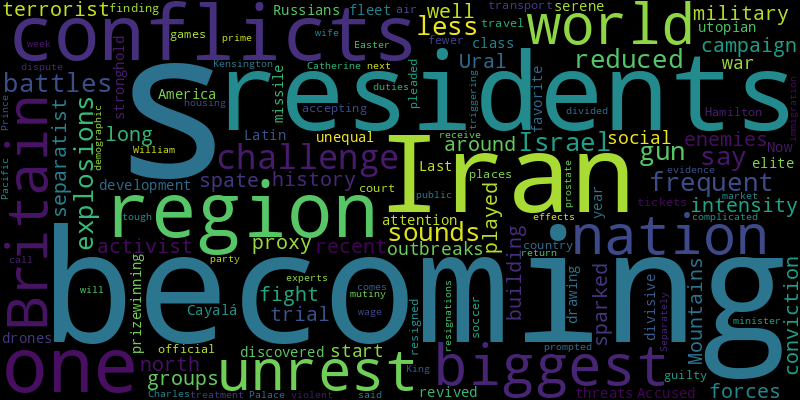 terrorist finding
conflicts
Russians fleet air
transport serene
military
travel utopian
games prime
week
dispute
stronghold
wife
Easter
less well
fewer class
world
campaign
war
battles
America
missile
Kensington
Catherine next
pleaded
Ural
reduced
favorite
S residents
housing
demographic
Prince
separatist
explosions
long
Latin
accepting
duties
triggering
divided
Hamilton
immigration
William
unequal
Iran
around
Israel
social
enemies
Now
receive
evidence
challenge
court
Last
places
gun
say
elite
development
spate history
public
prostate
market
frequent
Pacific
Britain
region
played
year
tickets
intensity
tough
attention
effects
complicated
activist
proxy
recent
sounds
outbreaks
country
return
nation
call
party
prizewinning
becoming
building
drawing
sparked
divisive
Mountains
conviction
will
experts
mutiny
comes
wage
fight
Cayalá
trial
drones
official
discovered
start
resigned
resignations
soccer
Separately
minister
prompted
one
north
groups
unrest
biggest
King
revived
threats
Accused
guilty
forces
Charles
treatment
Palace
violent
said